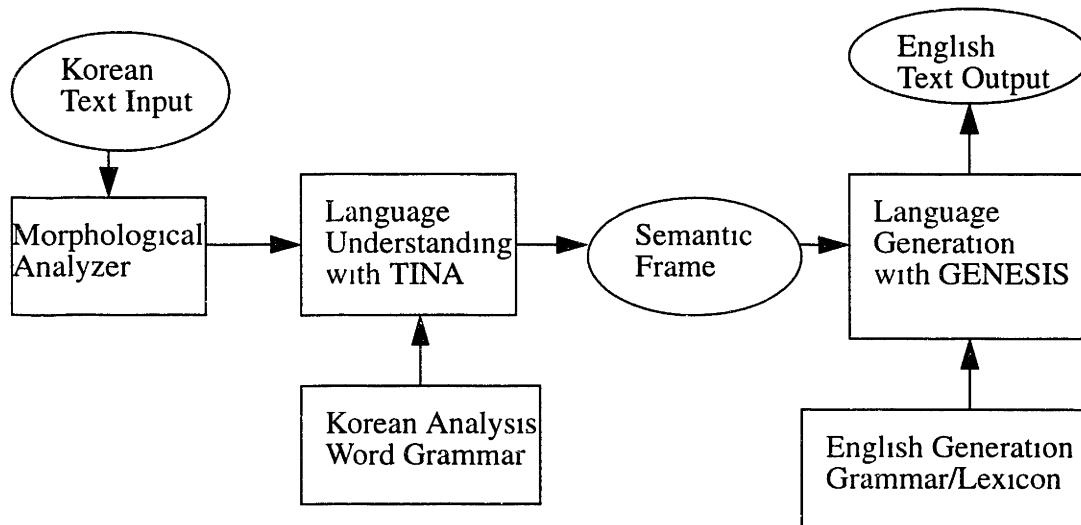 Korean
Text Input
Morphological
Analyzer
Language
Understanding
with TINA
Korean Analysis
Word Grammar
Semantic
Frame
English
Text Output
Language
Generation
with GENESIS
English Generation
Grammar/Lexicon